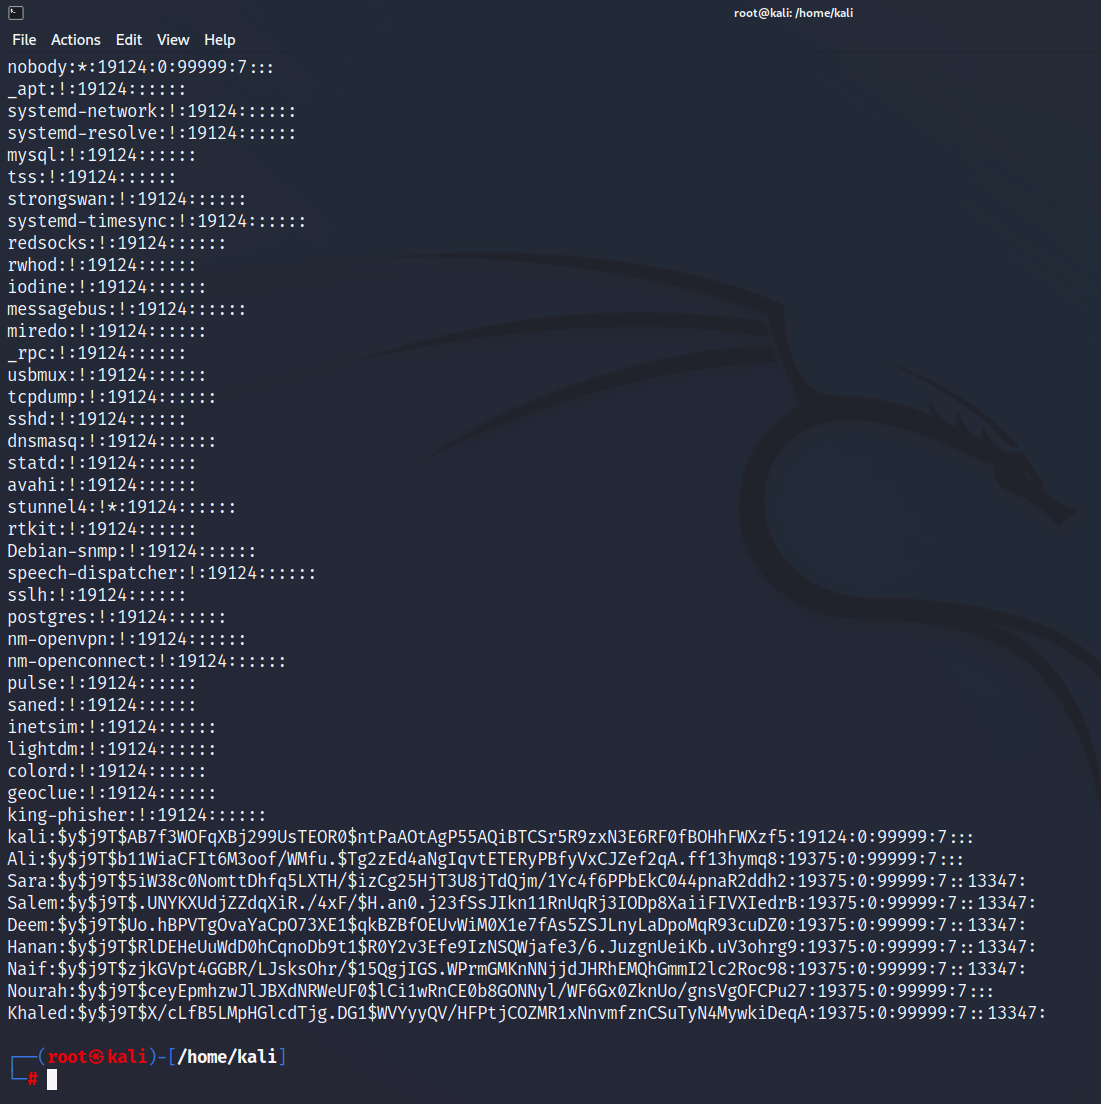 root@kali: /home/kali
File Actions Edit View Help
nobody:*:19124:0:99999:7:::
_apt:!:19124::::::
systemd-network:!:19124::::::
systemd-resolve:!:19124::::::
mysql:!:19124::::::
tss:!:19124::::::
strongswan:!:19124::::::
systemd-timesync:!:19124::::::
redsocks:!:19124::::::
rwhod:!:19124::::::
iodine:!:19124::::::
messagebus:!:19124::::::
miredo:!:19124::::::
_rpc:!:19124::::::
usbmux:!:19124::::::
tcpdump:!:19124::::::
sshd:!:19124::::::
dnsmasq:!:19124::::::
statd:!:19124::::::
avahi:!:19124::::::
stunnel4:!*:19124::::::
rtkit:!:19124::::::
Debian-snmp:!:19124::::::
speech-dispatcher:!:19124::::::
sslh:!:19124::::::
postgres:!:19124::::::
nm-openvpn:!:19124::::::
nm-openconnect:!:19124::::::
pulse:!:19124::::::
saned:!:19124::::::
inetsim:!:19124::::::
lightdm:!:19124::::::
colord:!:19124::::::
geoclue:!:19124::::::
king-phisher:!:19124::::::
kali:$y$j9T$AB7f3WOFqXBj299UsTEOR0$ntPaAOtAgP55AQiBTCSr5R9zxN3E6RF0fBOHhFWXzf5:19124:0:99999:7:::
Ali:$y$j9T$b11WiaCFIt6M3oof/WMfu.$Tg2zEd4aNgIqvtETERyPBfyVxCJZef2qA.ff13hymq8:19375:0:99999:7:::
Sara:$y$j9T$5iW38c0NomttDhfq5LXTH/$izCg25HjT3U8jTdQjm/1Yc4f6PPbEkC044pnaR2ddh2:19375:0:99999:7::13347:
Salem:$y$j9T$.UNYKXUdjZZdqXiR./4xF/$H.an0.j23fSsJIkn11RnUqRj3IODp8XaiiFIVXIedrB:19375:0:99999:7::13347:
Deem:$y$j9T$Uo.hBPVTgOvaYaCpO73XE1$qkBZBfOEUvWiM0X1e7fAs5ZSJLnyLaDpoMqR93cuDZ0:19375:0:99999:7::13347:
Hanan:$y$j9T$RlDEHeUuWdD0hCqnoDb9t1$R0Y2v3Efe9IzNSQWjafe3/6.JuzgnUeiKb.uV3ohrg9:19375:0:99999:7::13347:
Naif:$y$j9T$zjkGVpt4GGBR/LJsksOhr/$15QgjIGS.WPrmGMKnNNjjdJHRhEMQhGmmI2lc2Roc98:19375:0:99999:7::13347:
Nourah:$y$j9T$ceyEpmhzwJlJBXdNRWeUF0$lCi1wRnCE0b8GONNyl/WF6Gx0ZknUo/gnsVgOFCPu27:19375:0:99999:7:::
Khaled:$y$j9T$X/cLfB5LMpHGlcdTjg.DG1$WVYyyQV/HFPtjCOZMR1xNnvmfznCSuTyN4MywkiDeqA:19375:0:99999:7::13347:
┌──(root㉿kali)-[/home/kali]
└─#